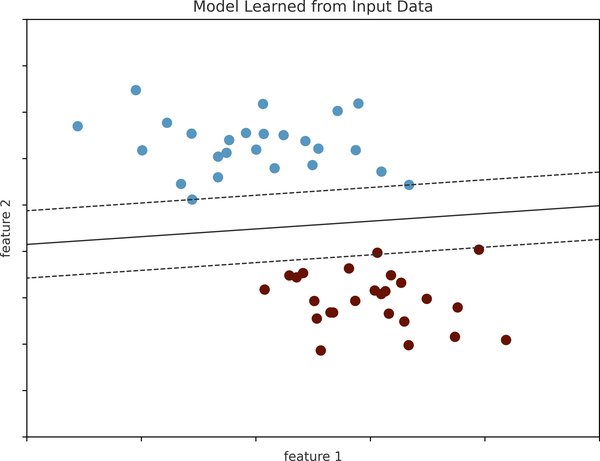 Model Learned from Input Data
feature 2
feature 1